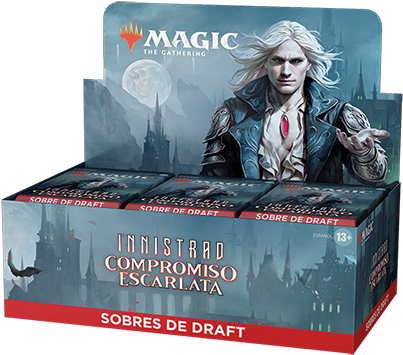 MAGIC
THE GATHERING
SOBRE DE DRAFT
SOBRE DE DRAFT
SOBRE DE DRAFT
INNISTRAD
COMPROMISO
ESCARLATA
ESPAÑOL 13+
SOBRES DE DRAFT